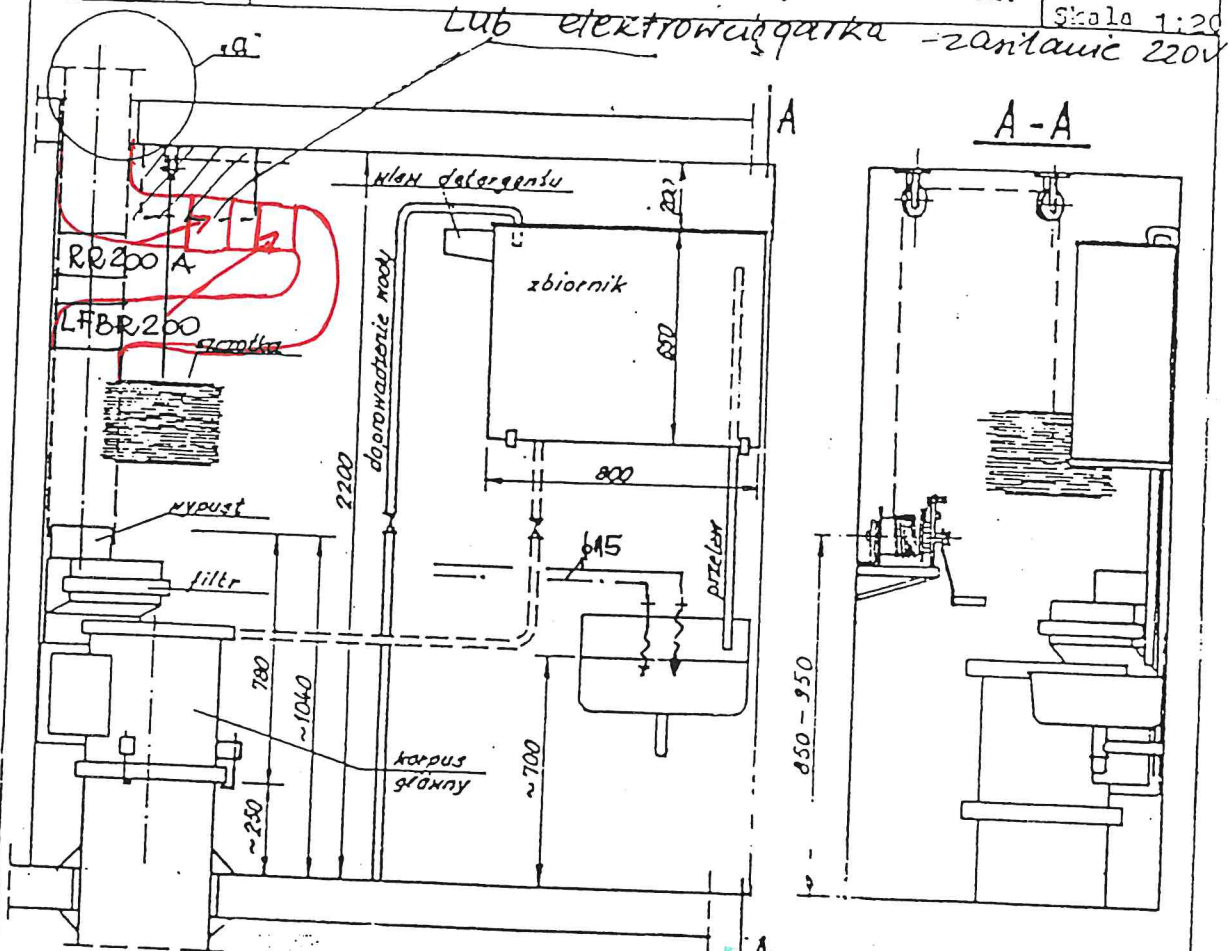 Skala 1:20
Lub elektrowciągarka - zasilanie 220V
"a"
A
A-A
wlew detergentu
200
zbiornik
RR200 A
LFBR200
szczotka
doprowadzenie wody
650
2200
800
wypust
ϕ15
przelew
filtr
780
~1040
~700
850-950
korpus
główny
~250
A